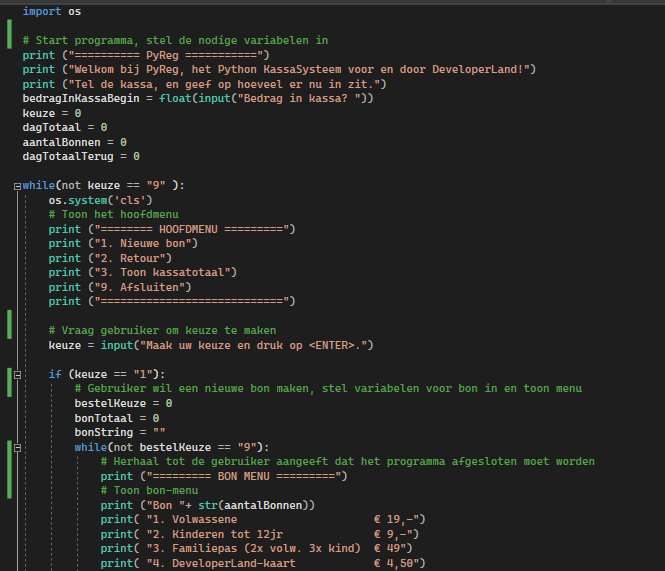 import os
# Start programma, stel de nodige variabelen in
print ("========== PyReg ===========")
print ("Welkom bij PyReg, het Python KassaSysteem voor en door DeveloperLand!")
print ("Tel de kassa, en geef op hoeveel er nu in zit.")
bedragInKassaBegin = float(input("Bedrag in kassa? "))
keuze = 0
dagTotaal = 0
aantalBonnen = 0
dagTotaalTerug = 0
while(not keuze == "9" ):
os.system('cls')
# Toon het hoofdmenu
print ("======== HOOFDMENU =========")
print ("1. Nieuwe bon")
print ("2. Retour")
print ("3. Toon kassatotaal")
print ("9. Afsluiten")
print ("============================")
# Vraag gebruiker om keuze te maken
keuze = input("Maak uw keuze en druk op <ENTER>.")
if (keuze == "1"):
# Gebruiker wil een nieuwe bon maken, stel variabelen voor bon in en toon menu
bestelKeuze = 0
bonTotaal = 0
bonString = ""
while(not bestelKeuze == "9"):
# Herhaal tot de gebruiker aangeeft dat het programma afgesloten moet worden
print ("========= BON MENU =========")
# Toon bon-menu
print ("Bon "+ str(aantalBonnen))
print( "1. Volwassene € 19,-")
print( "2. Kinderen tot 12jr € 9,-")
print( "3. Familiepas (2x volw. 3x kind) € 49")
print( "4. DeveloperLand-kaart € 4,50")